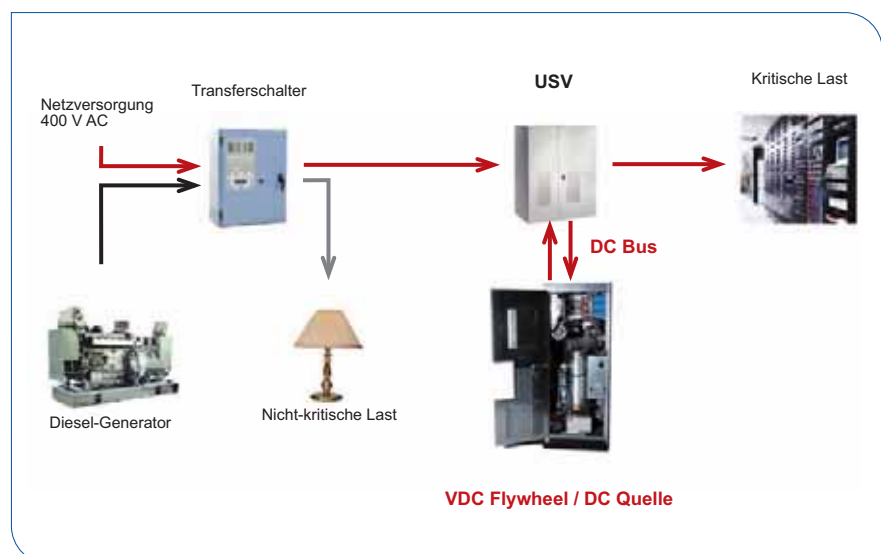 Netzversorgung
400 V AC
Transferschalter
USV
Kritische Last
DC Bus
Diesel-Generator
Nicht-kritische Last
VDC Flywheel / DC Quelle